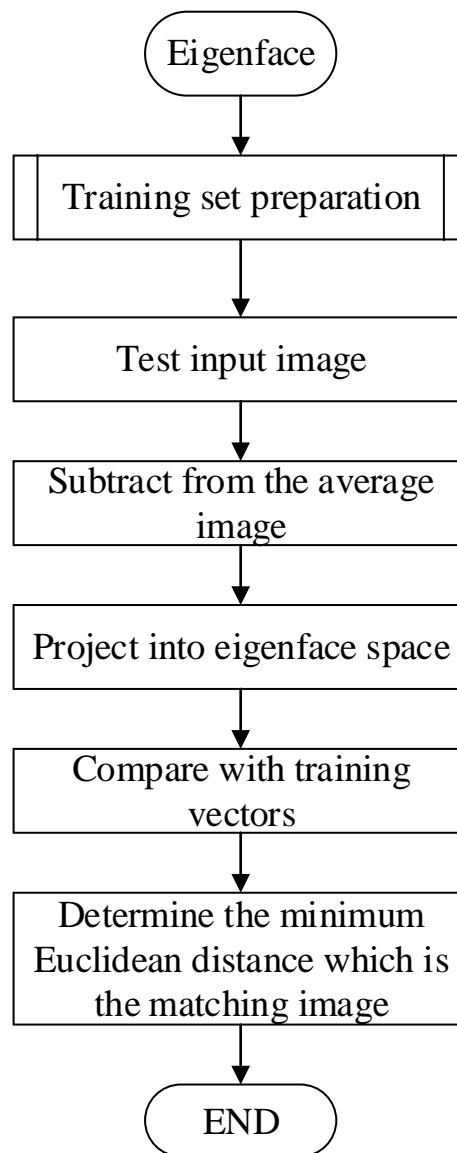 Eigenface
Training set preparation
Test input image
Subtract from the average
image
Project into eigenface space
Compare with training
vectors
Determine the minimum
Euclidean distance which is
the matching image
END